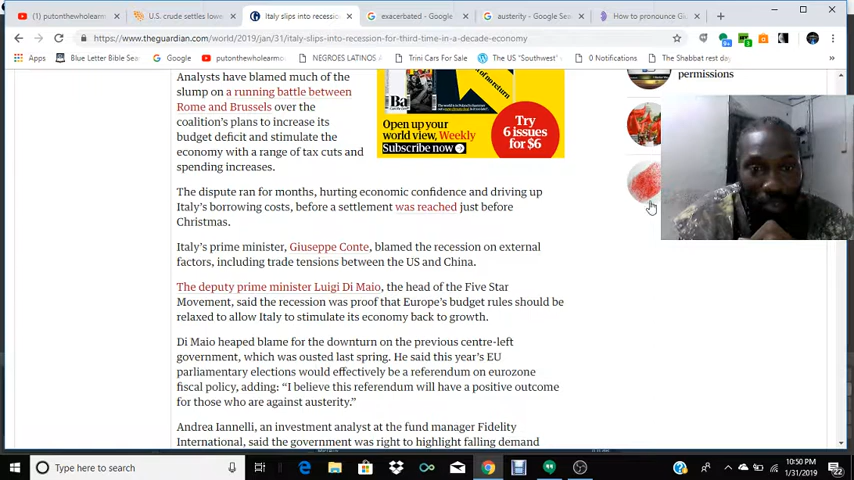 putonthewholearm
U.S. crude settles lowe
Italy slips into recessio
exacerbated - Google
austerity - Google Sea
How to pronounce Gi
https://www.theguardian.com/world/2019/jan/31/italy-slips-into-recession-for-third-time-in-a-decade-economy
Apps
Blue Letter Bible Sea
Google
putonthewholearm
NEGROES LATINOS A
Trini Cars For Sale
The US "Southwest"
0 Notifications
The Shabbat rest day
Analysts have blamed much of the
slump on a running battle between
Rome and Brussels over the
coalition's plans to increase its
budget deficit and stimulate the
economy with a range of tax cuts and
spending increases.
Ba
of no return
Open up your
world view, Weekly
Subscribe now
Try
6 issues
for $6
permissions
The dispute ran for months, hurting economic confidence and driving up
Italy's borrowing costs, before a settlement was reached just before
Christmas.
Italy's prime minister, Giuseppe Conte, blamed the recession on external
factors, including trade tensions between the US and China.
The deputy prime minister Luigi Di Maio, the head of the Five Star
Movement, said the recession was proof that Europe's budget rules should be
relaxed to allow Italy to stimulate its economy back to growth.
Di Maio heaped blame for the downturn on the previous centre-left
government, which was ousted last spring. He said this year's EU
parliamentary elections would effectively be a referendum on eurozone
fiscal policy, adding: "I believe this referendum will have a positive outcome
for those who are against austerity."
Andrea Iannelli, an investment analyst at the fund manager Fidelity
International, said the government was right to highlight falling demand
Type here to search
10:50 PM
1/31/2019
22